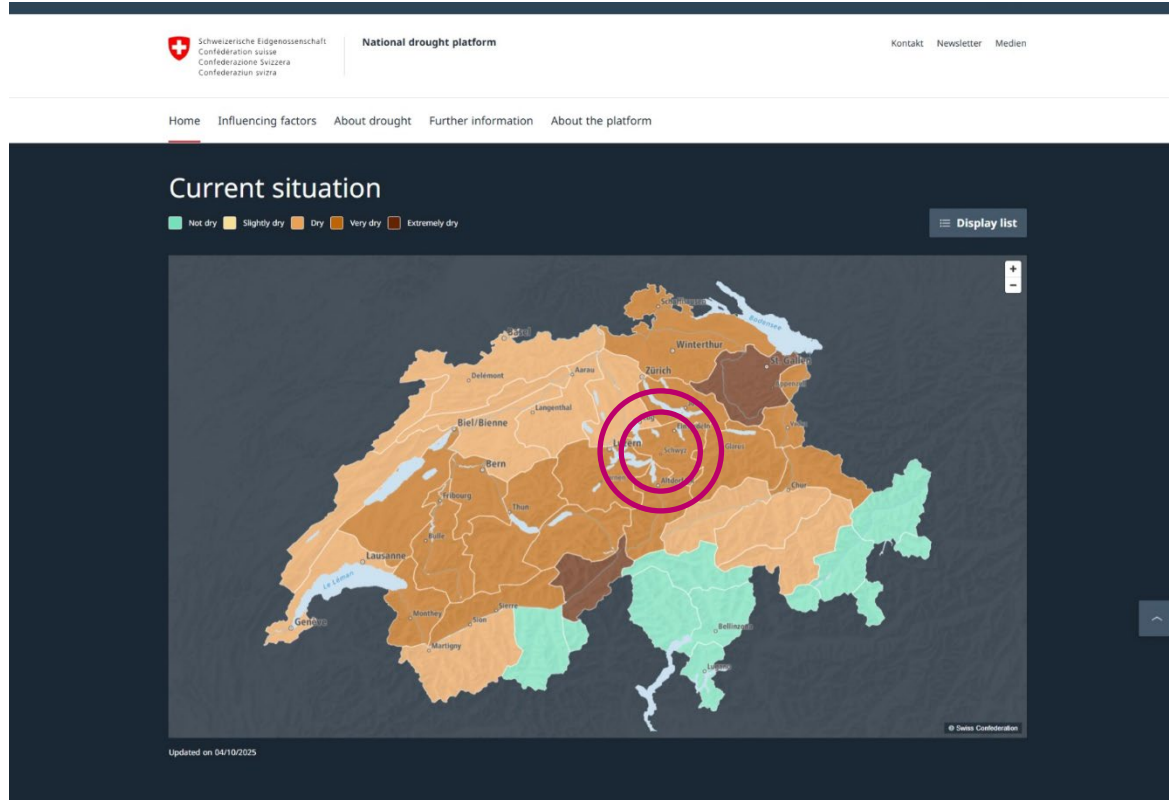 Schweizerische Eidgenossenschaft
Confédération suisse
Confederazione Svizzera
Confederaziun svizra
National drought platform
Kontakt Newsletter Medien
Home Influencing factors About drought Further information About the platform
Current situation
Not dry Slightly dry Dry Very dry Extremely dry
Display list
+
−
Schaffhausen
Bodensee
Basel
Winterthur
St. Gallen
Delémont
Aarau
Zürich
Appenzell
Langenthal
Biel/Bienne
Luzern
Schwyz
Glarus
Bern
Altdorf
Chur
Fribourg
Thun
Bulle
Lausanne
Le Léman
Genève
Monthey
Sion
Sierre
Martigny
Bellinzona
Lugano
© Swiss Confederation
Updated on 04/10/2025